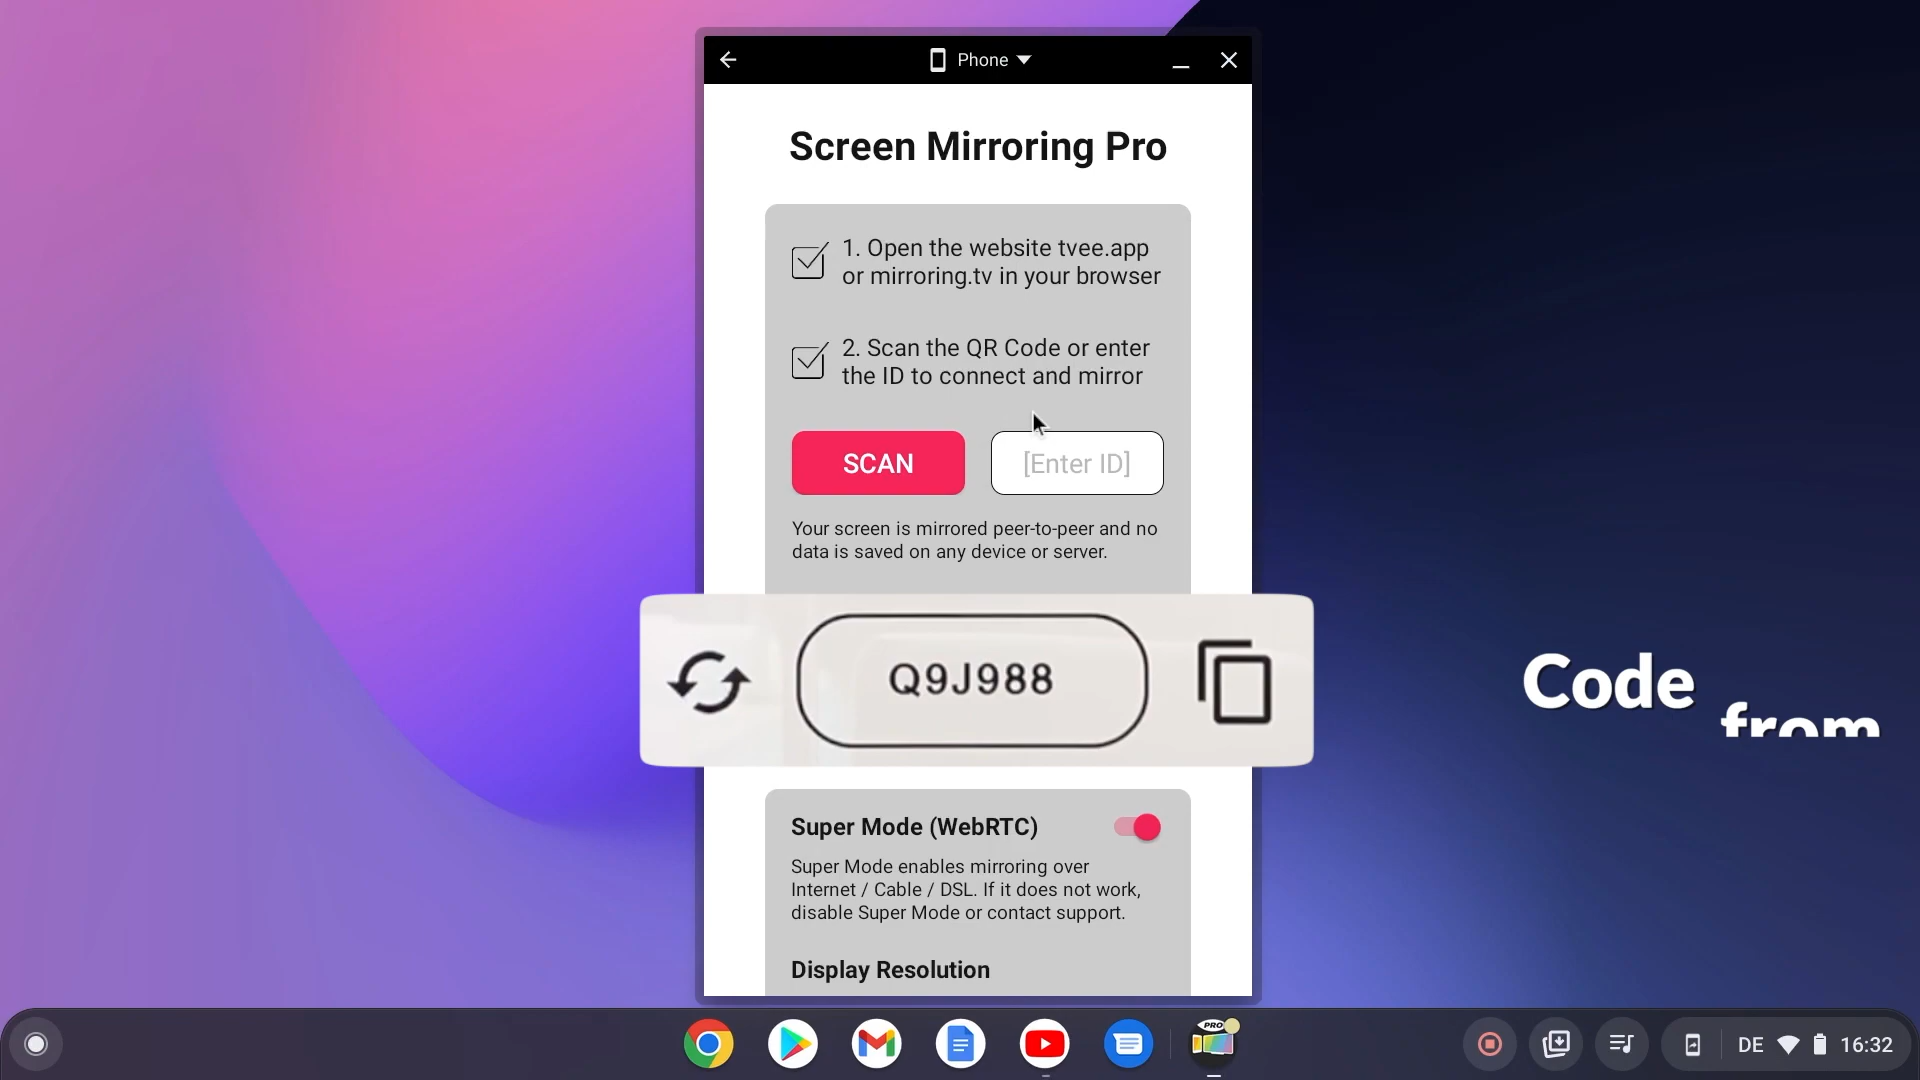 Phone
Screen Mirroring Pro
1. Open the website tvee.app
or mirroring.tv in your browser
2. Scan the QR Code or enter
the ID to connect and mirror
SCAN
[Enter ID]
Your screen is mirrored peer-to-peer and no
data is saved on any device or server.
Q9J988
Code
from
Super Mode (WebRTC)
Super Mode enables mirroring over
Internet / Cable / DSL. If it does not work,
disable Super Mode or contact support.
Display Resolution
PRO
DE
16:32